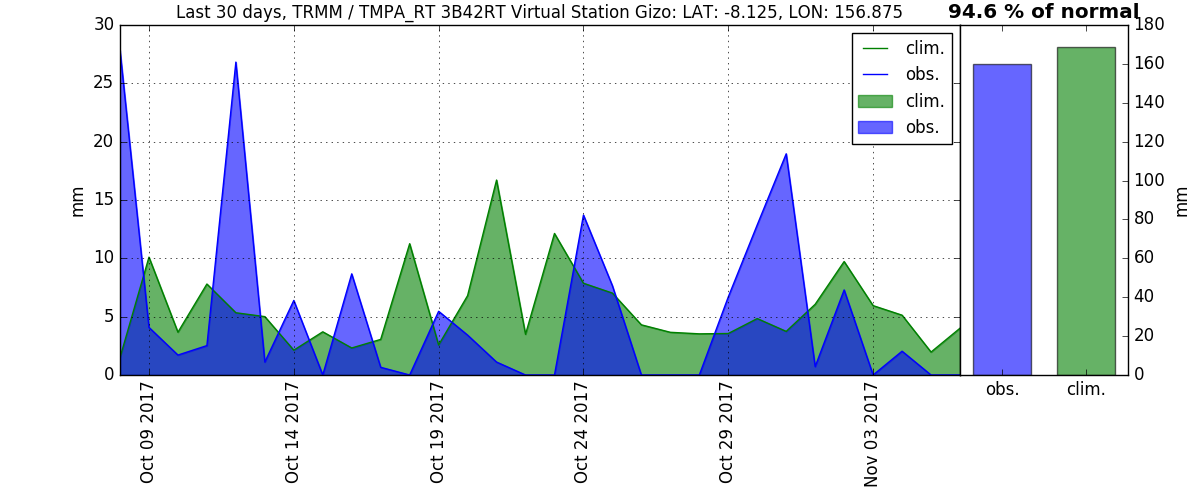 Last 30 days, TRMM / TMPA_RT 3B42RT Virtual Station Gizo: LAT: -8.125, LON: 156.875
94.6 % of normal
30
25
20
15
10
5
0
mm
clim.
obs.
clim.
obs.
180
160
140
120
100
80
60
40
20
0
mm
obs.
clim.
Oct 09 2017
Oct 14 2017
Oct 19 2017
Oct 24 2017
Oct 29 2017
Nov 03 2017